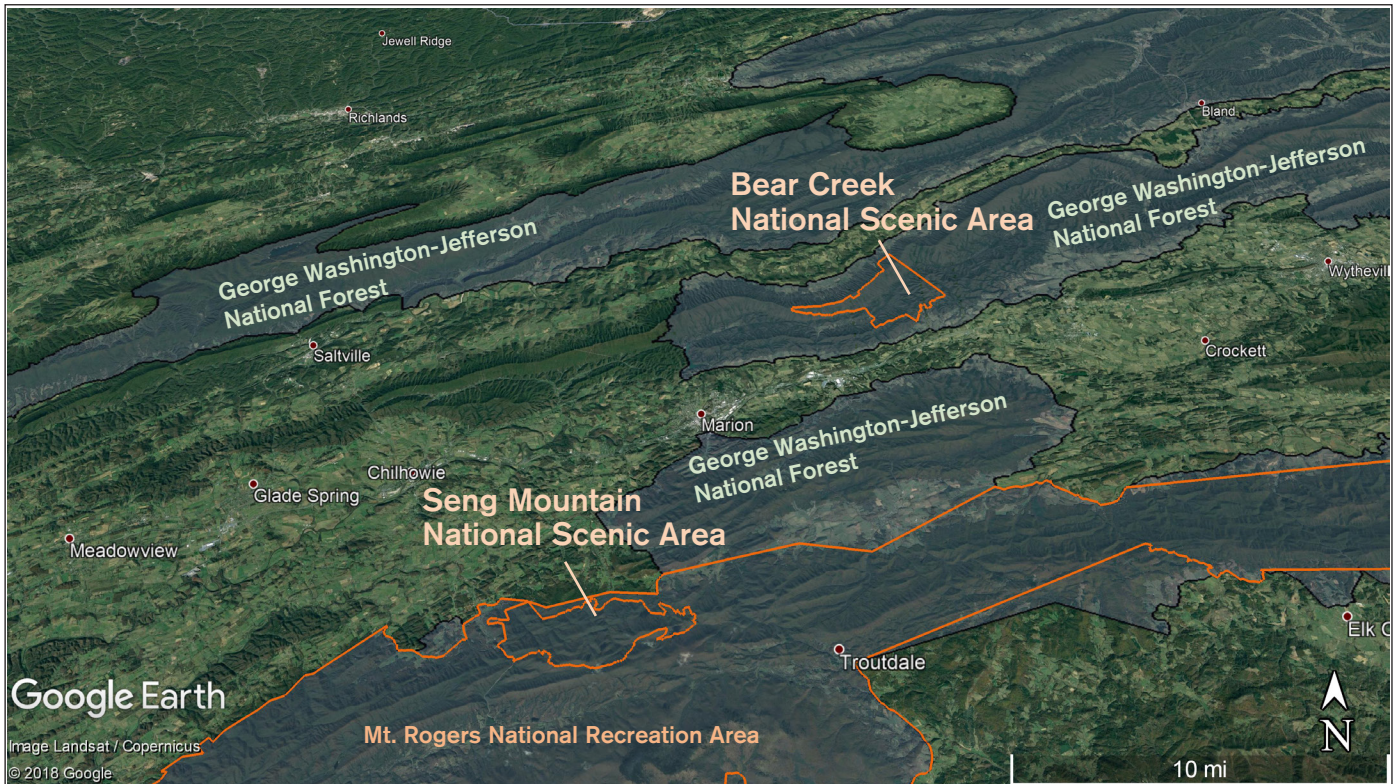 Jewell Ridge
Richlands
Bland
Bear Creek
National Scenic Area
George Washington-Jefferson
National Forest
George Washington-Jefferson
National Forest
Wythevill
Saltville
Crockett
Marion
George Washington-Jefferson
National Forest
Chilhowie
Glade Spring
Seng Mountain
National Scenic Area
Meadowview
Elk C
Troutdale
Google Earth
Mt. Rogers National Recreation Area
Image Landsat / Copernicus
© 2018 Google
N
10 mi